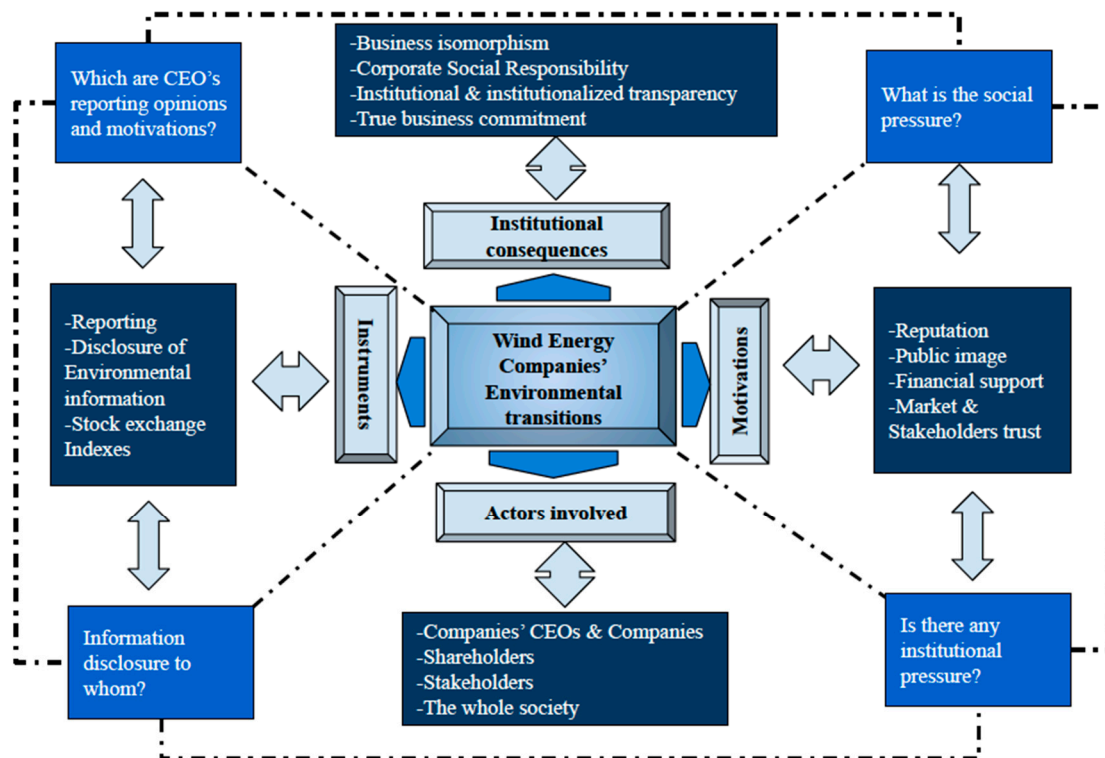 Which are CEO's
reporting opinions
and motivations?
-Business isomorphism
-Corporate Social Responsibility
-Institutional & institutionalized transparency
-True business commitment
What is the social
pressure?
Institutional
consequences
-Reporting
-Disclosure of
Environmental
information
-Stock exchange
Indexes
Instruments
Wind Energy
Companies'
Environmental
transitions
Motivations
-Reputation
-Public image
-Financial support
-Market &
Stakeholders trust
Actors involved
Information
disclosure to
whom?
-Companies' CEOs & Companies
-Shareholders
-Stakeholders
-The whole society
Is there any
institutional
pressure?